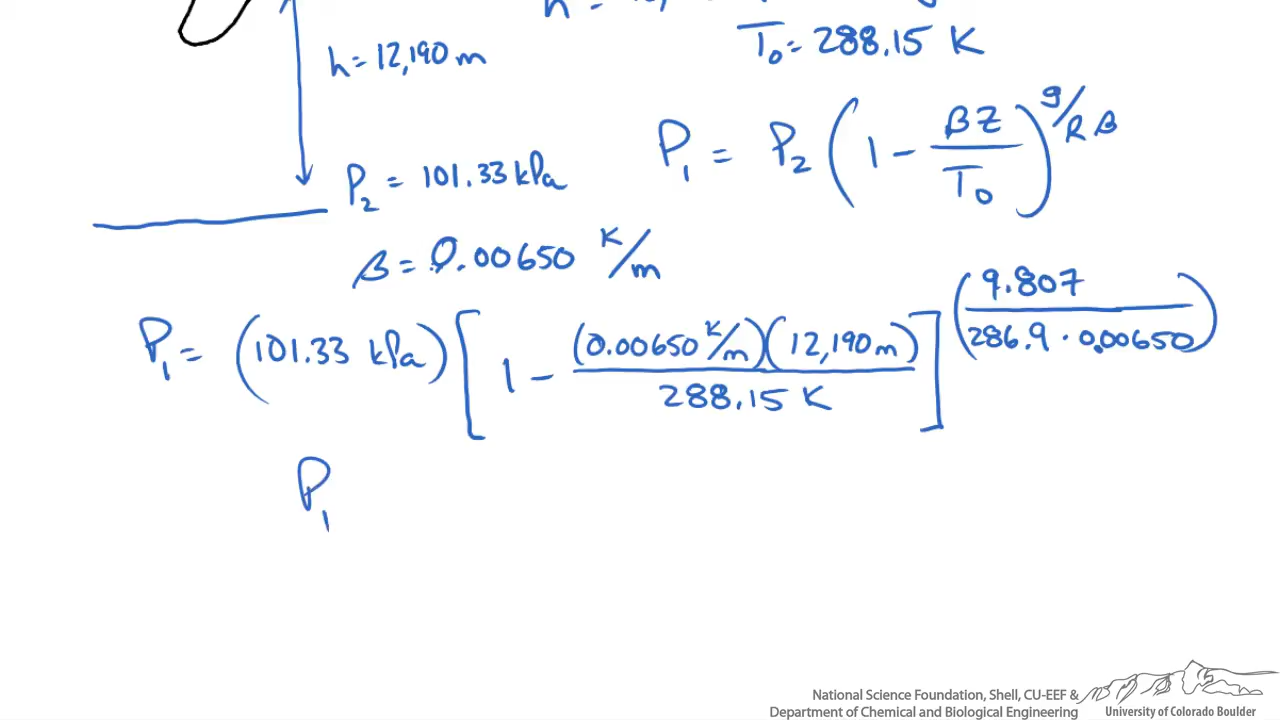 T₀ = 288.15 K
h = 12,190 m
P₁ = P₂ (1 - βZ/T₀)^(g/Rβ)
P₂ = 101.33 kPa
β = 0.00650 K/m
P₁ = (101.33 kPa) [1 - (0.00650 K/m)(12,190 m)/288.15 K]^(9.807/286.9 · 0.00650)
P₁
National Science Foundation, Shell, CU-EEF &
Department of Chemical and Biological Engineering
University of Colorado Boulder